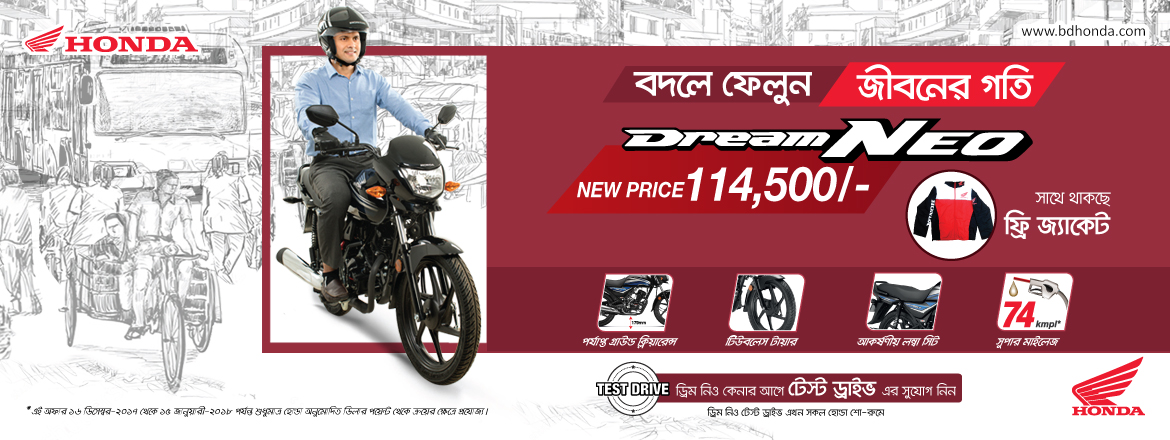 HONDA
www.bdhonda.com
বদলে ফেলুন জীবনের গতি
Dream NEO
NEW PRICE 114,500/-
সাথে থাকছে
ফ্রি জ্যাকেট
74 kmpl*
পর্যাপ্ত গ্রাউন্ড ক্লিয়ারেন্স
টিউবলেস টায়ার
আকর্ষণীয় লম্বা সিট
সুপার মাইলেজ
TEST DRIVE
ড্রিম নিও কেনার আগে টেস্ট ড্রাইভ এর সুযোগ নিন
ড্রিম নিও টেস্ট ড্রাইভ এখন সকল হোন্ডা শো-রুমে
* এই অফার ১৬ ডিসেম্বর-২০১৭ থেকে ১৫ জানুয়ারী-২০১৮ পর্যন্ত শুধুমাত্র হোন্ডা অনুমোদিত ডিলার পয়েন্ট থেকে ক্রয়ের ক্ষেত্রে প্রযোজ্য।
HONDA